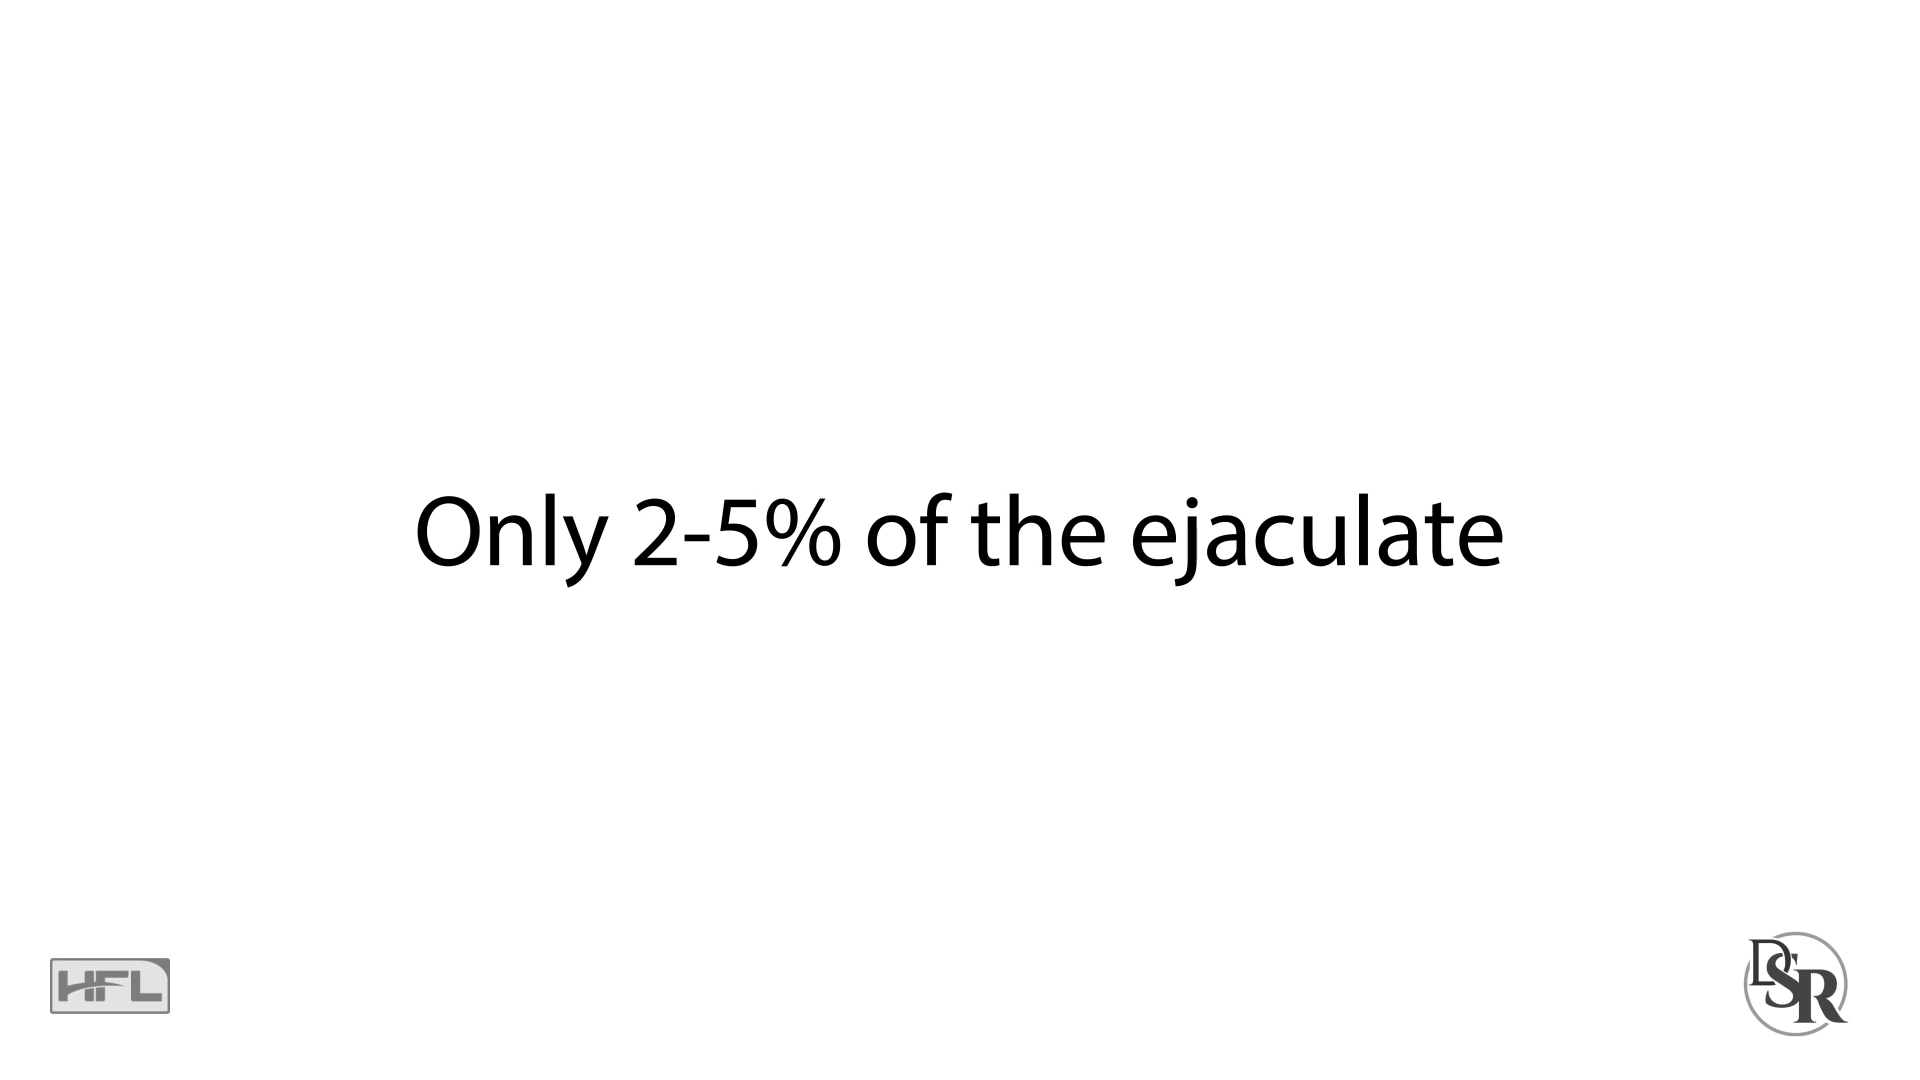 Only 2-5% of the ejaculate
HFL
DSR